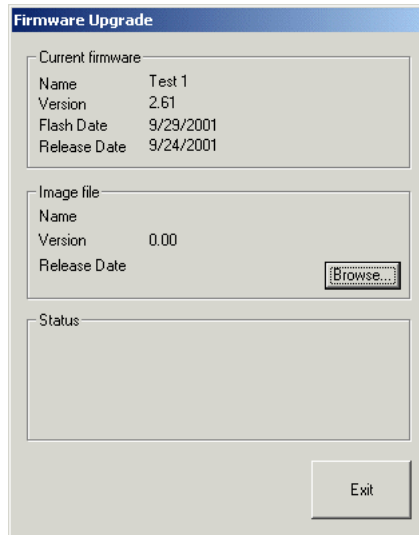 Firmware Upgrade
Current firmware
Name Test 1
Version 2.61
Flash Date 9/29/2001
Release Date 9/24/2001
Image file
Name
Version 0.00
Release Date
Browse...
Status
Exit